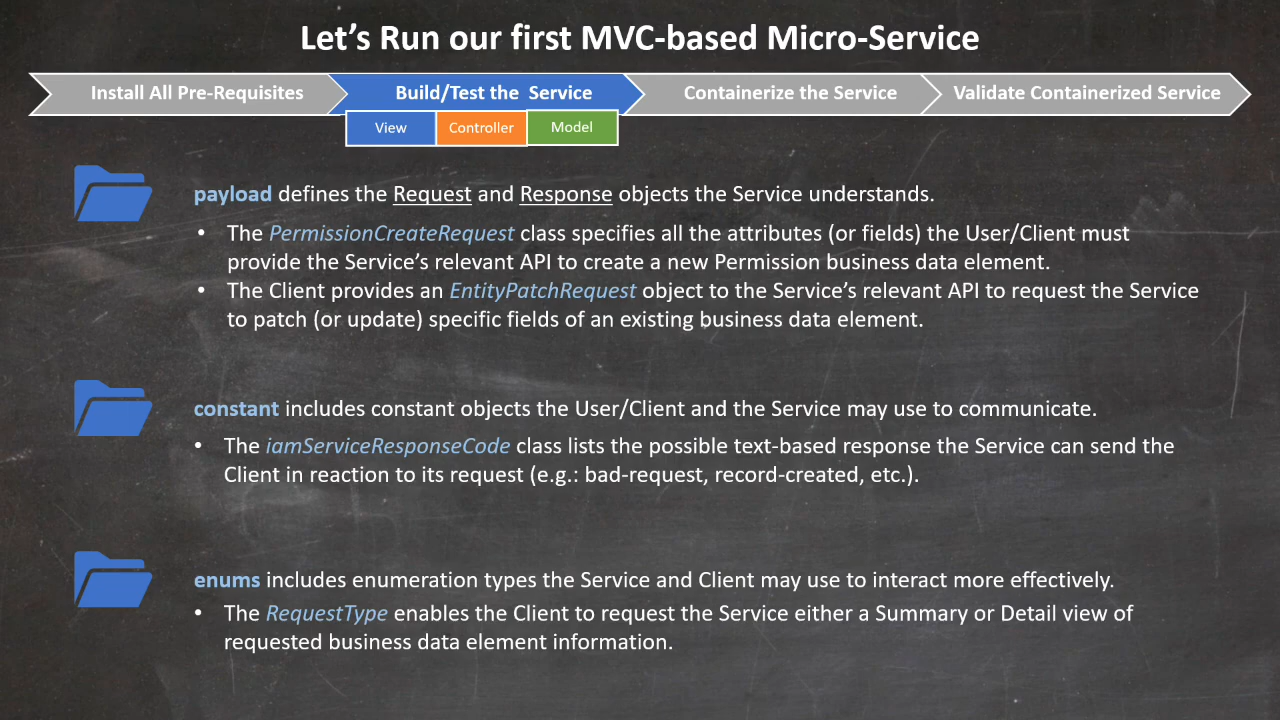 Let's Run our first MVC-based Micro-Service
Install All Pre-Requisites
Build/Test the Service
Containerize the Service
Validate Containerized Service
View
Controller
Model
payload defines the Request and Response objects the Service understands.
• The PermissionCreateRequest class specifies all the attributes (or fields) the User/Client must
provide the Service's relevant API to create a new Permission business data element.
• The Client provides an EntityPatchRequest object to the Service's relevant API to request the Service
to patch (or update) specific fields of an existing business data element.
constant includes constant objects the User/Client and the Service may use to communicate.
• The iamServiceResponseCode class lists the possible text-based response the Service can send the
Client in reaction to its request (e.g.: bad-request, record-created, etc.).
enums includes enumeration types the Service and Client may use to interact more effectively.
• The RequestType enables the Client to request the Service either a Summary or Detail view of
requested business data element information.